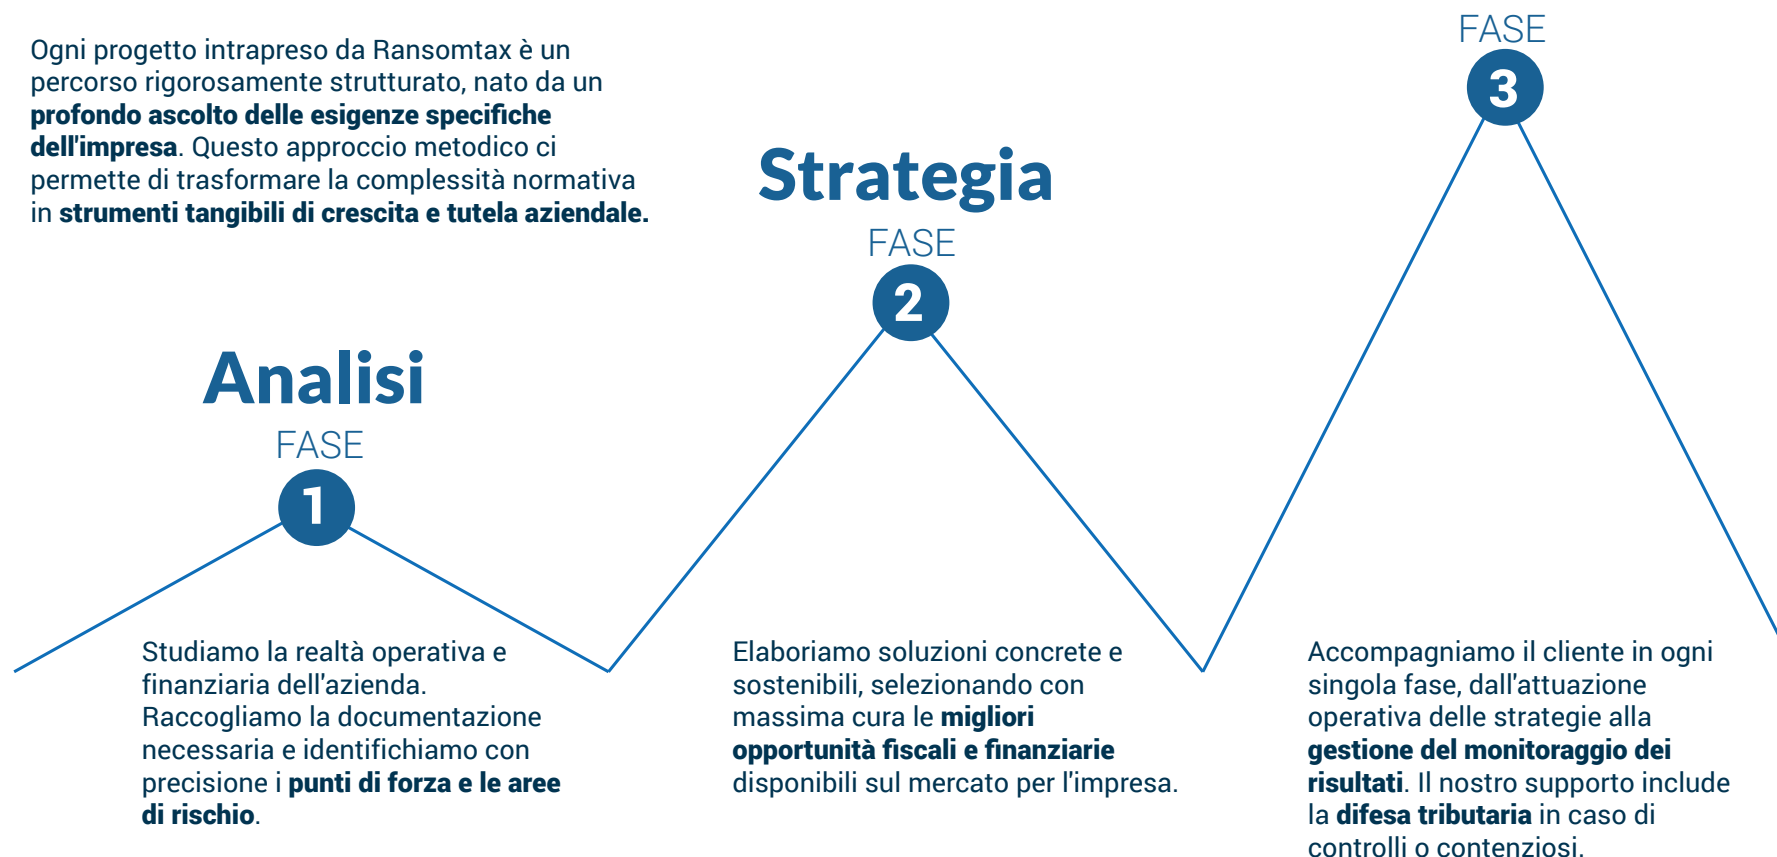 Ogni progetto intrapreso da Ransomtax è un
percorso rigorosamente strutturato, nato da un
profondo ascolto delle esigenze specifiche
dell'impresa. Questo approccio metodico ci
permette di trasformare la complessità normativa
in strumenti tangibili di crescita e tutela aziendale.
Analisi
FASE
1
Studiamo la realtà operativa e
finanziaria dell'azienda.
Raccogliamo la documentazione
necessaria e identifichiamo con
precisione i punti di forza e le aree
di rischio.
Strategia
FASE
2
Elaboriamo soluzioni concrete e
sostenibili, selezionando con
massima cura le migliori
opportunità fiscali e finanziarie
disponibili sul mercato per l'impresa.
FASE
3
Accompagniamo il cliente in ogni
singola fase, dall'attuazione
operativa delle strategie alla
gestione del monitoraggio dei
risultati. Il nostro supporto include
la difesa tributaria in caso di
controlli o contenziosi.